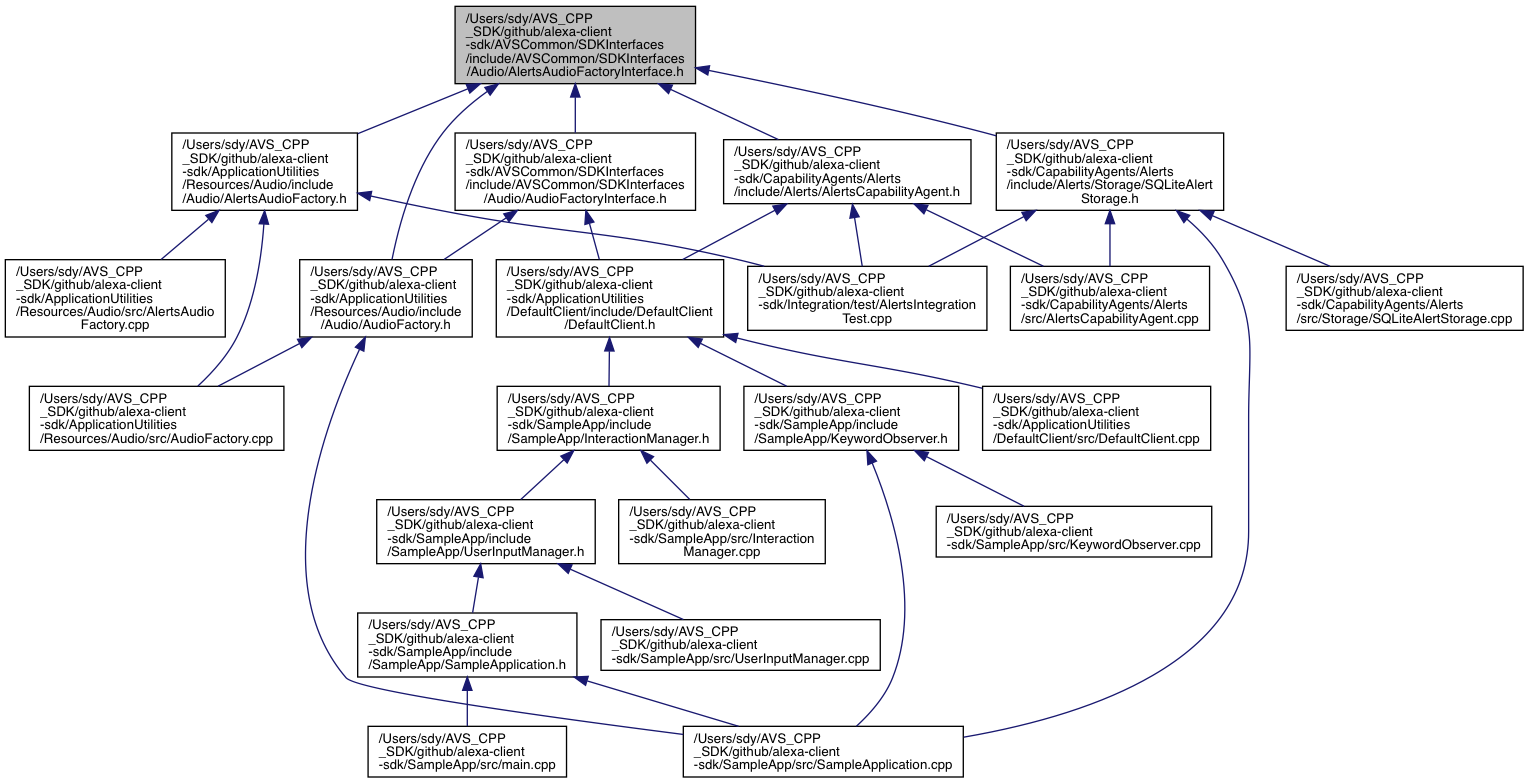 /Users/sdy/AVS_CPP
_SDK/github/alexa-client
-sdk/AVSCommon/SDKInterfaces
/include/AVSCommon/SDKInterfaces
/Audio/AlertsAudioFactoryInterface.h
/Users/sdy/AVS_CPP
_SDK/github/alexa-client
-sdk/ApplicationUtilities
/Resources/Audio/include
/Audio/AlertsAudioFactory.h
/Users/sdy/AVS_CPP
_SDK/github/alexa-client
-sdk/AVSCommon/SDKInterfaces
/include/AVSCommon/SDKInterfaces
/Audio/AudioFactoryInterface.h
/Users/sdy/AVS_CPP
_SDK/github/alexa-client
-sdk/CapabilityAgents/Alerts
/include/Alerts/AlertsCapabilityAgent.h
/Users/sdy/AVS_CPP
_SDK/github/alexa-client
-sdk/CapabilityAgents/Alerts
/include/Alerts/Storage/SQLiteAlert
Storage.h
/Users/sdy/AVS_CPP
_SDK/github/alexa-client
-sdk/ApplicationUtilities
/Resources/Audio/src/AlertsAudio
Factory.cpp
/Users/sdy/AVS_CPP
_SDK/github/alexa-client
-sdk/ApplicationUtilities
/Resources/Audio/include
/Audio/AudioFactory.h
/Users/sdy/AVS_CPP
_SDK/github/alexa-client
-sdk/ApplicationUtilities
/DefaultClient/include/DefaultClient
/DefaultClient.h
/Users/sdy/AVS_CPP
_SDK/github/alexa-client
-sdk/Integration/test/AlertsIntegration
Test.cpp
/Users/sdy/AVS_CPP
_SDK/github/alexa-client
-sdk/CapabilityAgents/Alerts
/src/AlertsCapabilityAgent.cpp
/Users/sdy/AVS_CPP
_SDK/github/alexa-client
-sdk/CapabilityAgents/Alerts
/src/Storage/SQLiteAlertStorage.cpp
/Users/sdy/AVS_CPP
_SDK/github/alexa-client
-sdk/ApplicationUtilities
/Resources/Audio/src/AudioFactory.cpp
/Users/sdy/AVS_CPP
_SDK/github/alexa-client
-sdk/SampleApp/include
/SampleApp/InteractionManager.h
/Users/sdy/AVS_CPP
_SDK/github/alexa-client
-sdk/SampleApp/include
/SampleApp/KeywordObserver.h
/Users/sdy/AVS_CPP
_SDK/github/alexa-client
-sdk/ApplicationUtilities
/DefaultClient/src/DefaultClient.cpp
/Users/sdy/AVS_CPP
_SDK/github/alexa-client
-sdk/SampleApp/include
/SampleApp/UserInputManager.h
/Users/sdy/AVS_CPP
_SDK/github/alexa-client
-sdk/SampleApp/src/Interaction
Manager.cpp
/Users/sdy/AVS_CPP
_SDK/github/alexa-client
-sdk/SampleApp/src/KeywordObserver.cpp
/Users/sdy/AVS_CPP
_SDK/github/alexa-client
-sdk/SampleApp/include
/SampleApp/SampleApplication.h
/Users/sdy/AVS_CPP
_SDK/github/alexa-client
-sdk/SampleApp/src/UserInputManager.cpp
/Users/sdy/AVS_CPP
_SDK/github/alexa-client
-sdk/SampleApp/src/main.cpp
/Users/sdy/AVS_CPP
_SDK/github/alexa-client
-sdk/SampleApp/src/SampleApplication.cpp